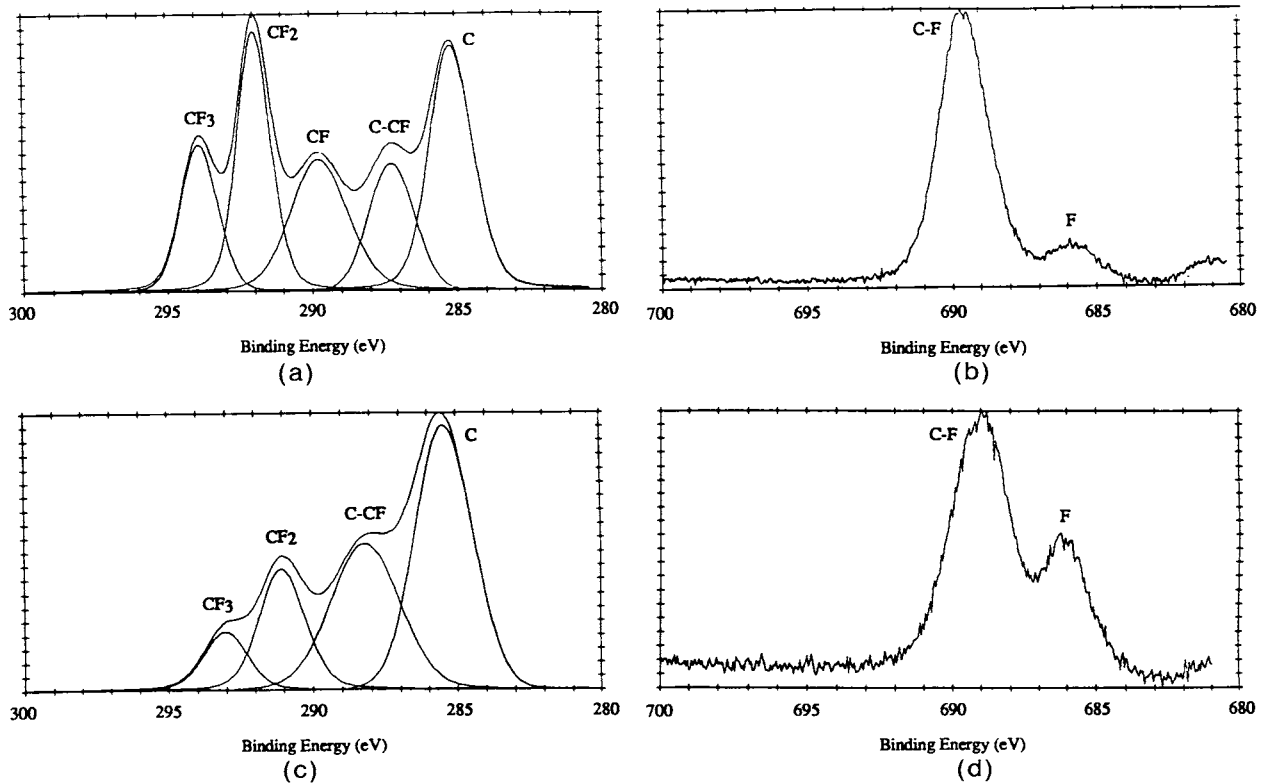 CF2
C
CF3
CF
C-CF
300 295 290 285 280
Binding Energy (eV)
(a)
C-F
F
700 695 690 685 680
Binding Energy (eV)
(b)
C
C-CF
CF2
CF3
300 295 290 285 280
Binding Energy (eV)
(c)
C-F
F
700 695 690 685 680
Binding Energy (eV)
(d)